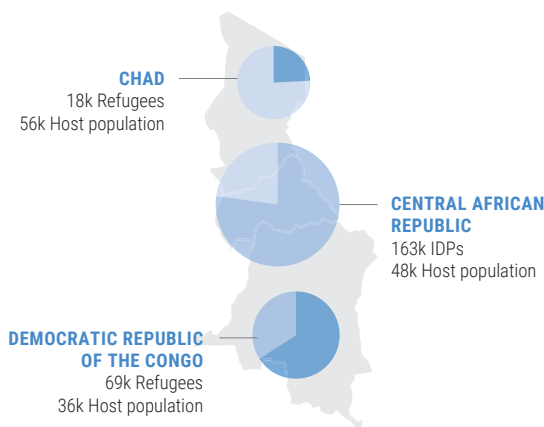 CHAD
18k Refugees
56k Host population
CENTRAL AFRICAN
REPUBLIC
163k IDPs
48k Host population
DEMOCRATIC REPUBLIC
OF THE CONGO
69k Refugees
36k Host population